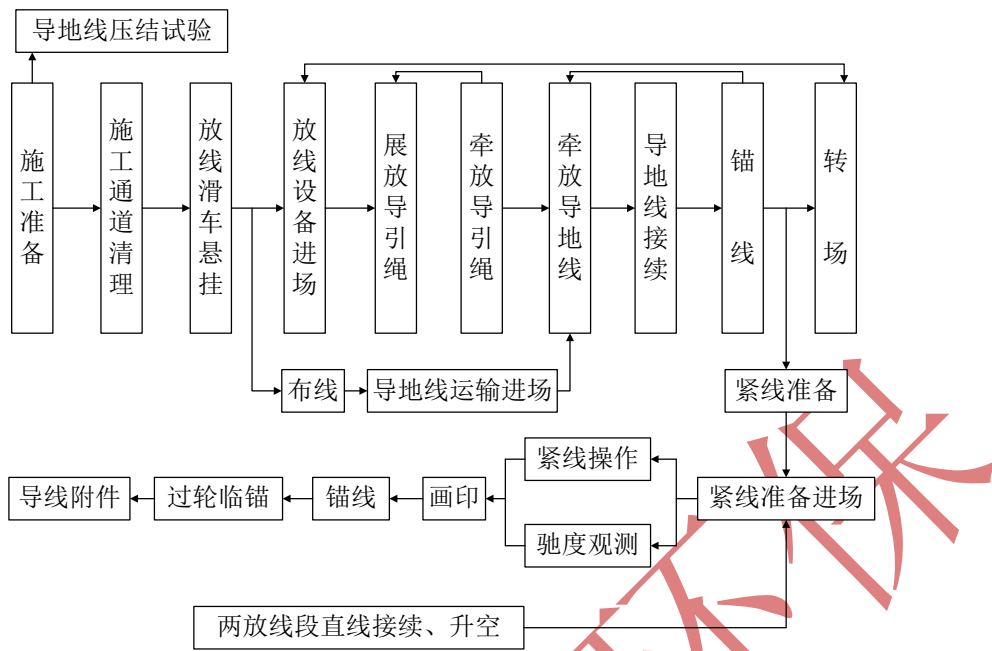 导地线压结试验
施工准备
施工通道清理
放线滑车悬挂
放线设备进场
展放导引绳
牵放导引绳
牵放导地线
导地线接续
锚线
转场
布线
导地线运输进场
紧线准备
紧线操作
导线附件
过轮临锚
锚线
画印
紧线准备进场
驰度观测
两放线段直线接续、升空
环保